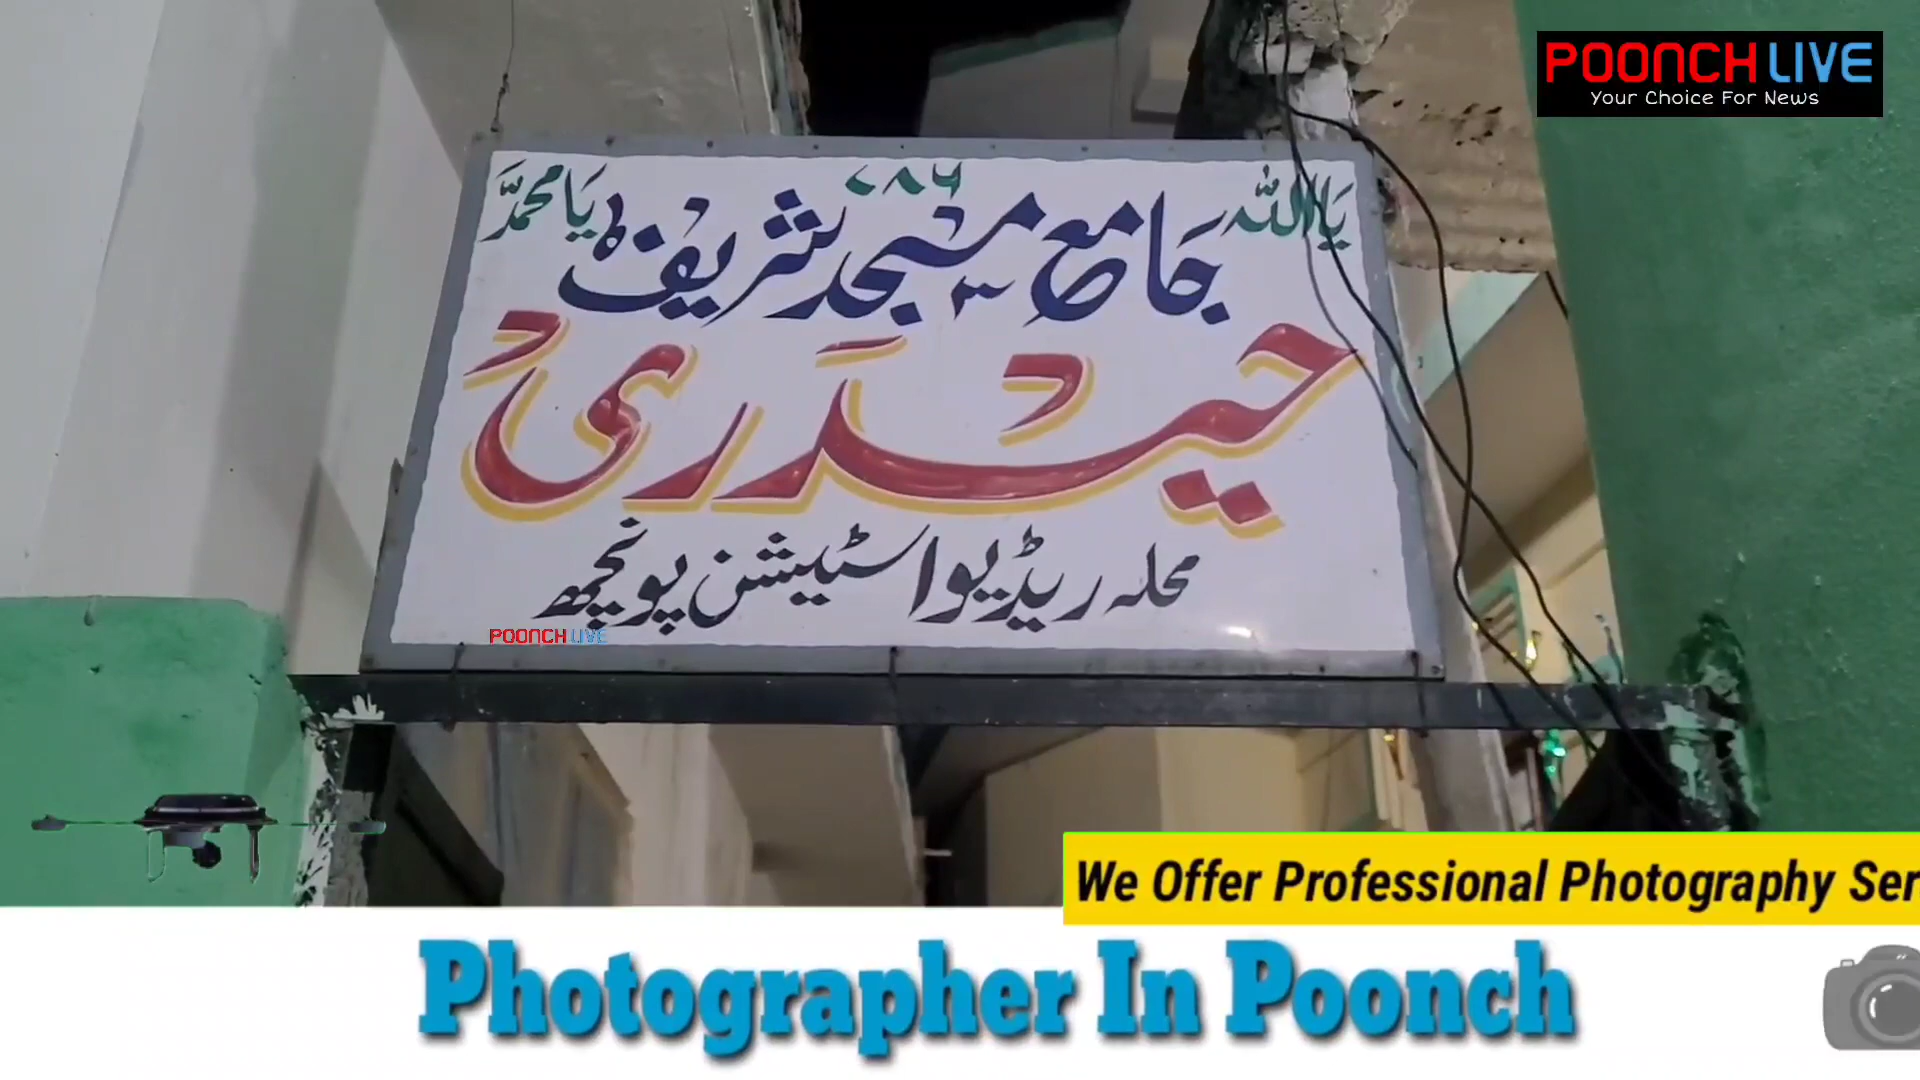 POONCH LIVE
Your Choice For News
یا اللہ ۷۸۶ یا محمدؐ
جامع مسجد شریف
حیدری
محلہ ریڈیو اسٹیشن پونچھ
POONCH LIVE
We Offer Professional Photography Ser
Photographer In Poonch